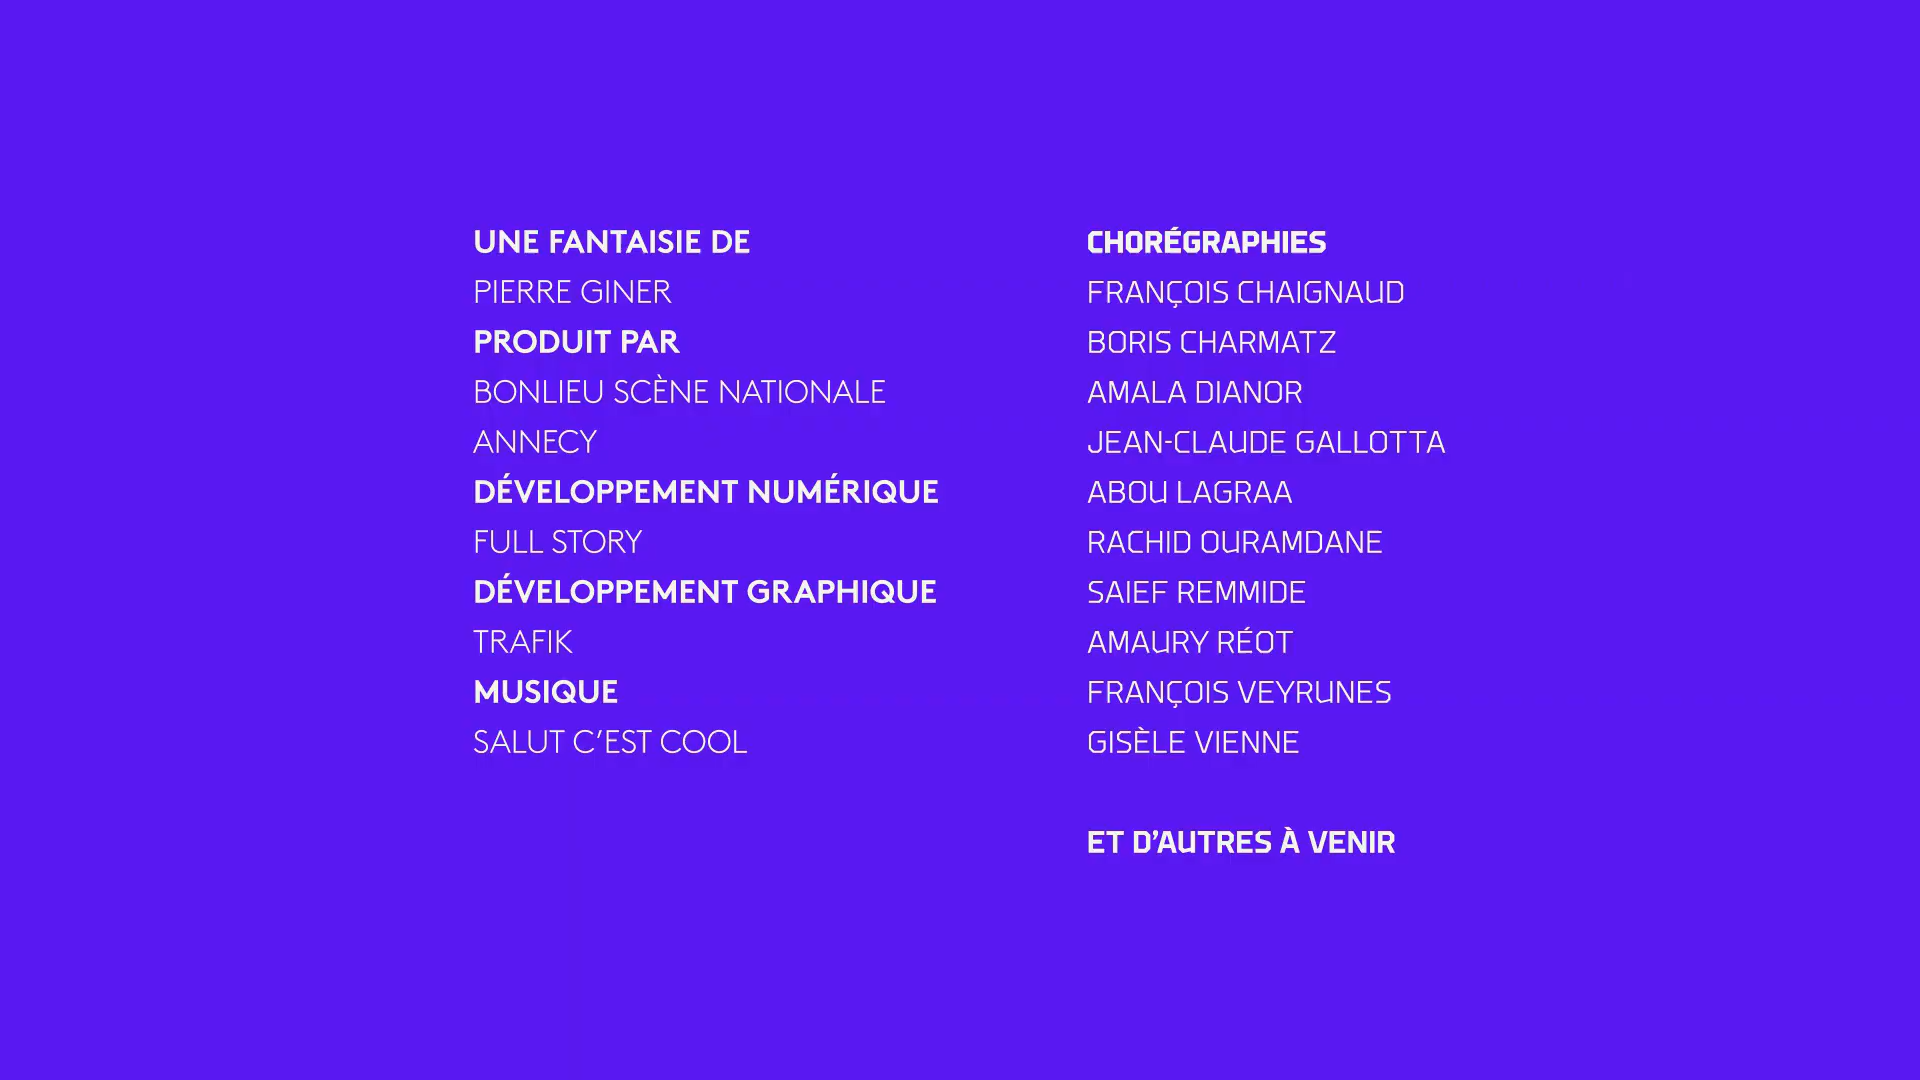 UNE FANTAISIE DE
PIERRE GINER
PRODUIT PAR
BONLIEU SCÈNE NATIONALE
ANNECY
DÉVELOPPEMENT NUMÉRIQUE
FULL STORY
DÉVELOPPEMENT GRAPHIQUE
TRAFIK
MUSIQUE
SALUT C’EST COOL
CHORÉGRAPHIES
FRANÇOIS CHAIGNAUD
BORIS CHARMATZ
AMALA DIANOR
JEAN-CLAUDE GALLOTTA
ABOU LAGRAA
RACHID OURAMDANE
SAIEF REMMIDE
AMAURY RÉOT
FRANÇOIS VEYRUNES
GISÈLE VIENNE
ET D’AUTRES À VENIR